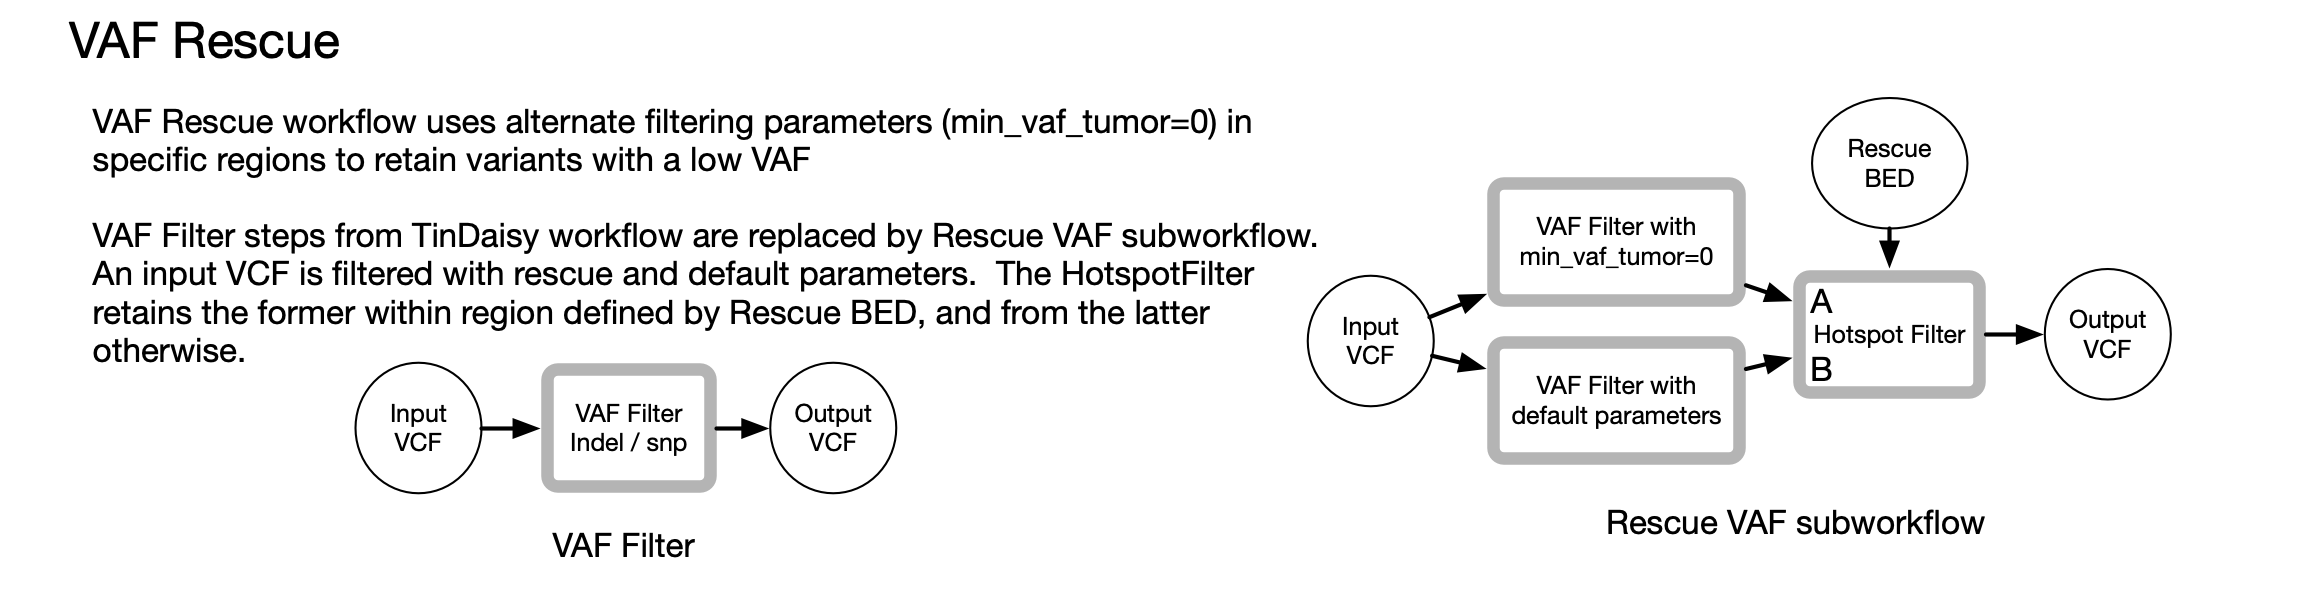 VAF Rescue
VAF Rescue workflow uses alternate filtering parameters (min_vaf_tumor=0) in
specific regions to retain variants with a low VAF
VAF Filter steps from TinDaisy workflow are replaced by Rescue VAF subworkflow.
An input VCF is filtered with rescue and default parameters.  The HotspotFilter
retains the former within region defined by Rescue BED, and from the latter
otherwise.
Input
VCF
VAF Filter
Indel / snp
Output
VCF
VAF Filter
Input
VCF
VAF Filter with
min_vaf_tumor=0
VAF Filter with
default parameters
Rescue
BED
A
Hotspot Filter
B
Output
VCF
Rescue VAF subworkflow